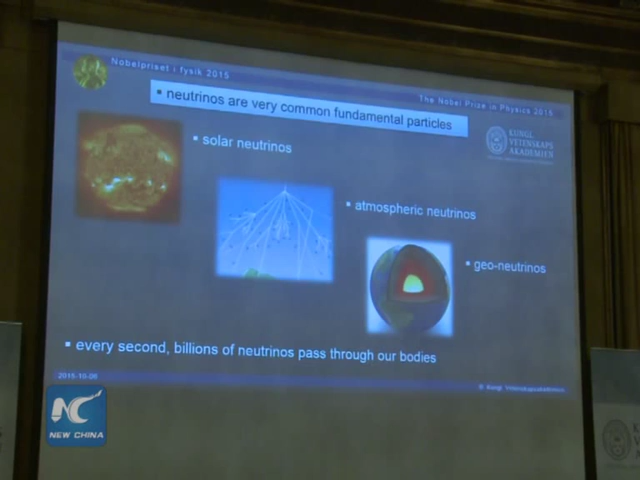 Nobelpriset i fysik 2015
The Nobel Prize in Physics 2015
▪ neutrinos are very common fundamental particles
KUNGL.
VETENSKAPS
AKADEMIEN
▪ solar neutrinos
▪ atmospheric neutrinos
▪ geo-neutrinos
▪ every second, billions of neutrinos pass through our bodies
2015-10-06
© Kungl. Vetenskapsakademien
NEW CHINA